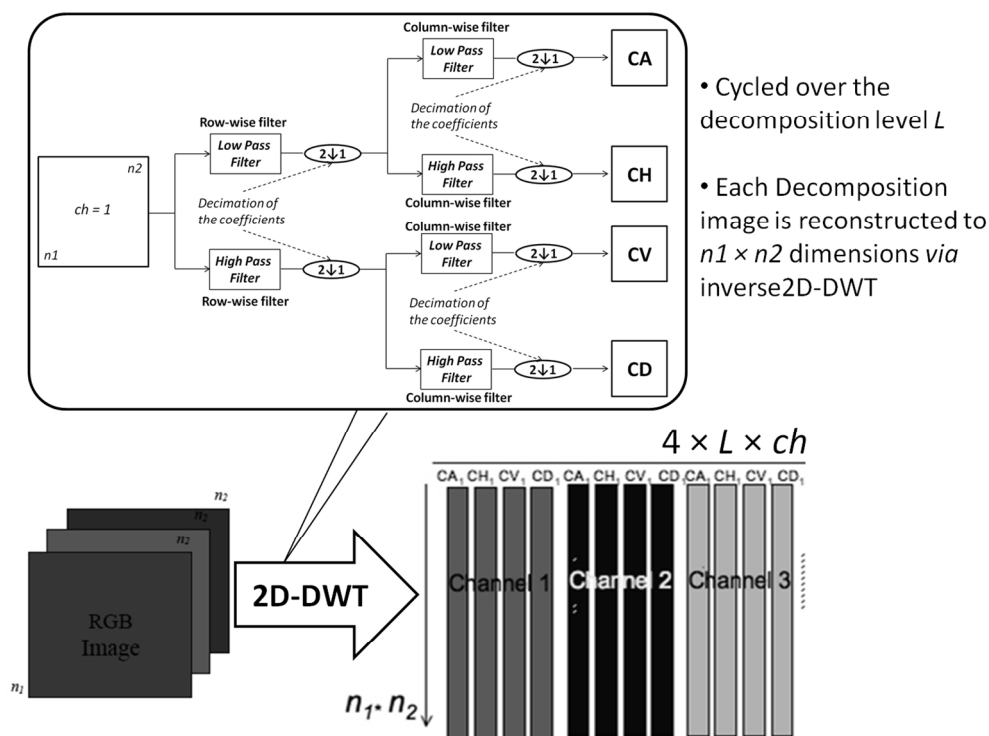 Column-wise filter
Low Pass
Filter
2↓1
CA
Decimation of
the coefficients
Row-wise filter
Low Pass
Filter
2↓1
High Pass
Filter
2↓1
CH
Column-wise filter
n2
ch = 1
n1
Decimation of
the coefficients
Column-wise filter
High Pass
Filter
2↓1
Low Pass
Filter
2↓1
CV
Row-wise filter
Decimation of
the coefficients
High Pass
Filter
2↓1
CD
Column-wise filter
• Cycled over the
decomposition level L
• Each Decomposition
image is reconstructed to
n1 × n2 dimensions via
inverse2D-DWT
4 × L × ch
CA1 CH1 CV1 CD1 CA1 CH1 CV1 CD1 CA1 CH1 CV1 CD1
n2
n2
n2
RGB
Image
n1
2D-DWT
Channel 1 Channel 2 Channel 3
n1* n2